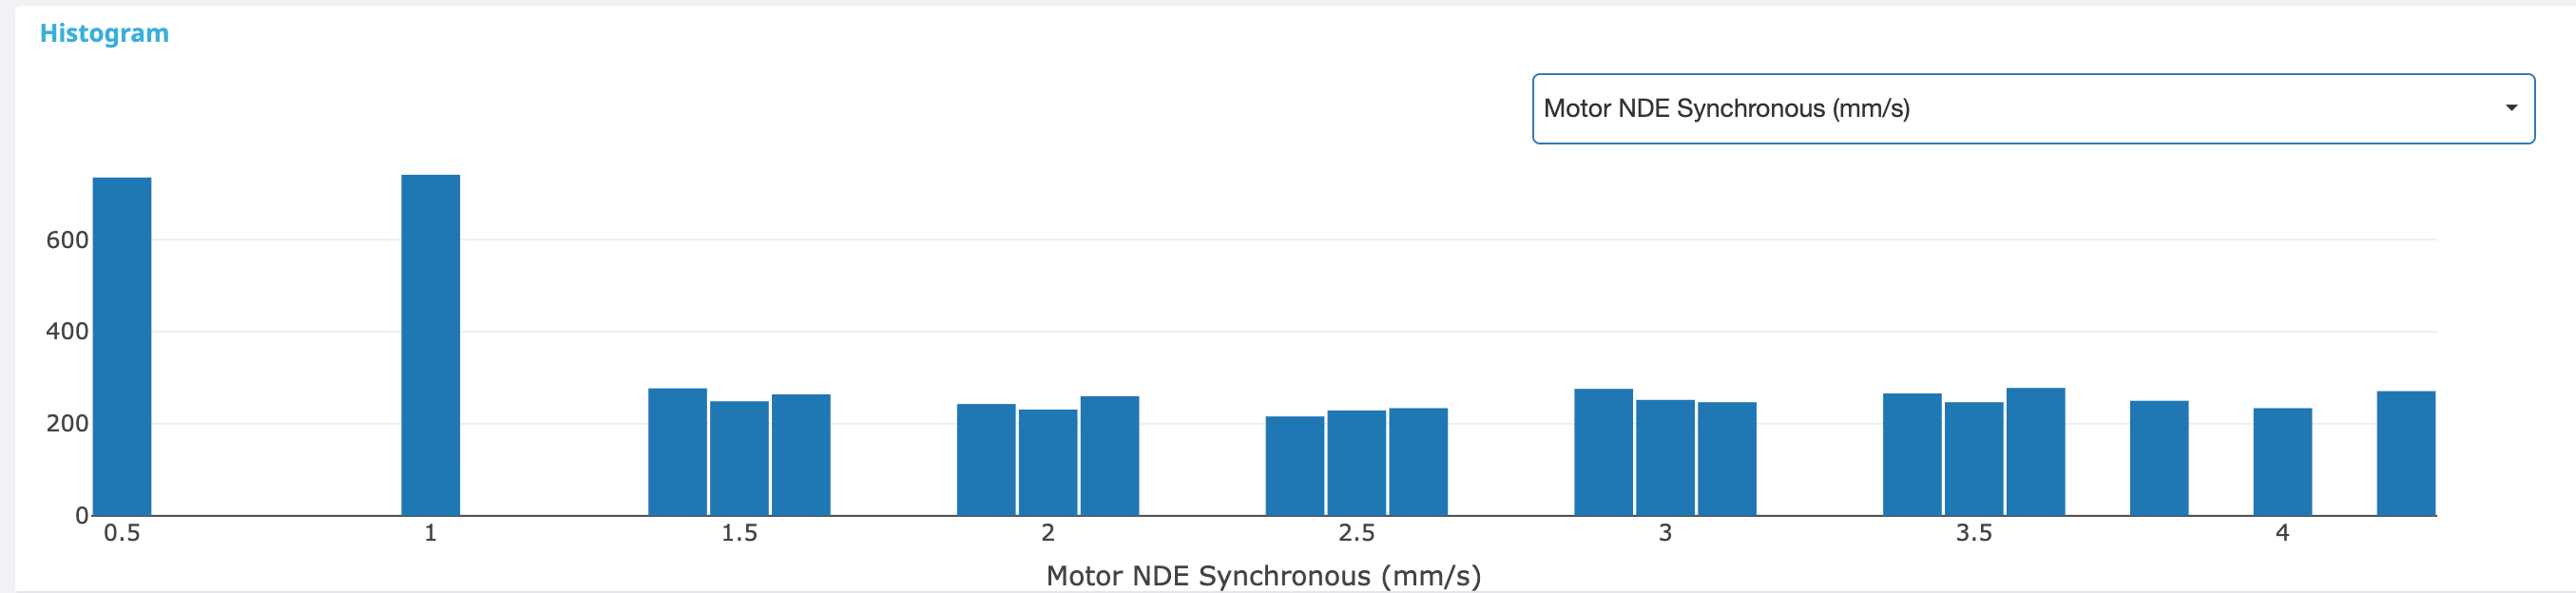 Histogram
Motor NDE Synchronous (mm/s)
600
400
200
0
0.5 1 1.5 2 2.5 3 3.5 4
Motor NDE Synchronous (mm/s)